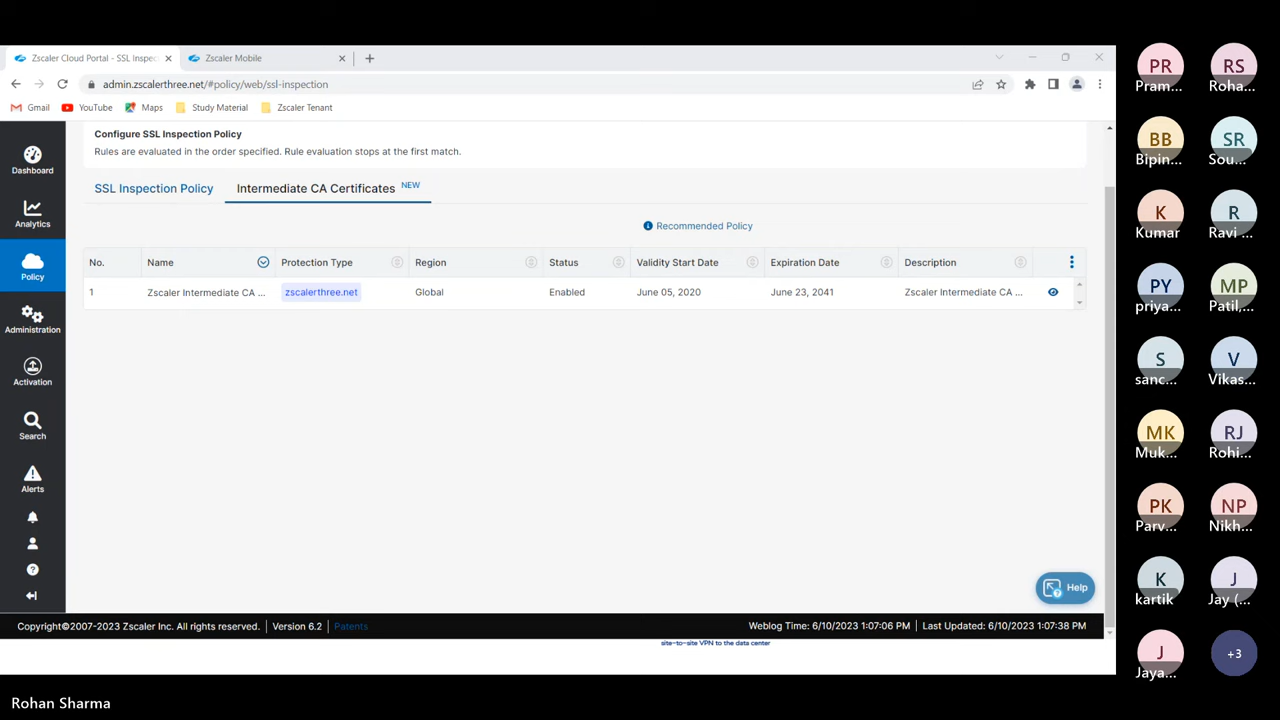 Zscaler Cloud Portal - SSL Inspec
Zscaler Mobile
admin.zscalerthree.net/#policy/web/ssl-inspection
Gmail
YouTube
Maps
Study Material
Zscaler Tenant
Configure SSL Inspection Policy
Rules are evaluated in the order specified. Rule evaluation stops at the first match.
SSL Inspection Policy
Intermediate CA Certificates NEW
Recommended Policy
No. Name Protection Type Region Status Validity Start Date Expiration Date Description
1 Zscaler Intermediate CA ... zscalerthree.net Global Enabled June 05, 2020 June 23, 2041 Zscaler Intermediate CA ...
Dashboard
Analytics
Policy
Administration
Activation
Search
Alerts
Help
Copyright©2007-2023 Zscaler Inc. All rights reserved. Version 6.2 Patents
Weblog Time: 6/10/2023 1:07:06 PM Last Updated: 6/10/2023 1:07:38 PM
site-to-site VPN to the data center
PR RS
Pram... Roha...
BB SR
Bipin... Sou...
K R
Kumar Ravi ...
PY MP
priya... Patil,...
S V
sanc... Vikas...
MK RJ
Muk... Rohi...
PK NP
Parv... Nikh...
K J
kartik Jay (...
J +3
Jaya...
Rohan Sharma